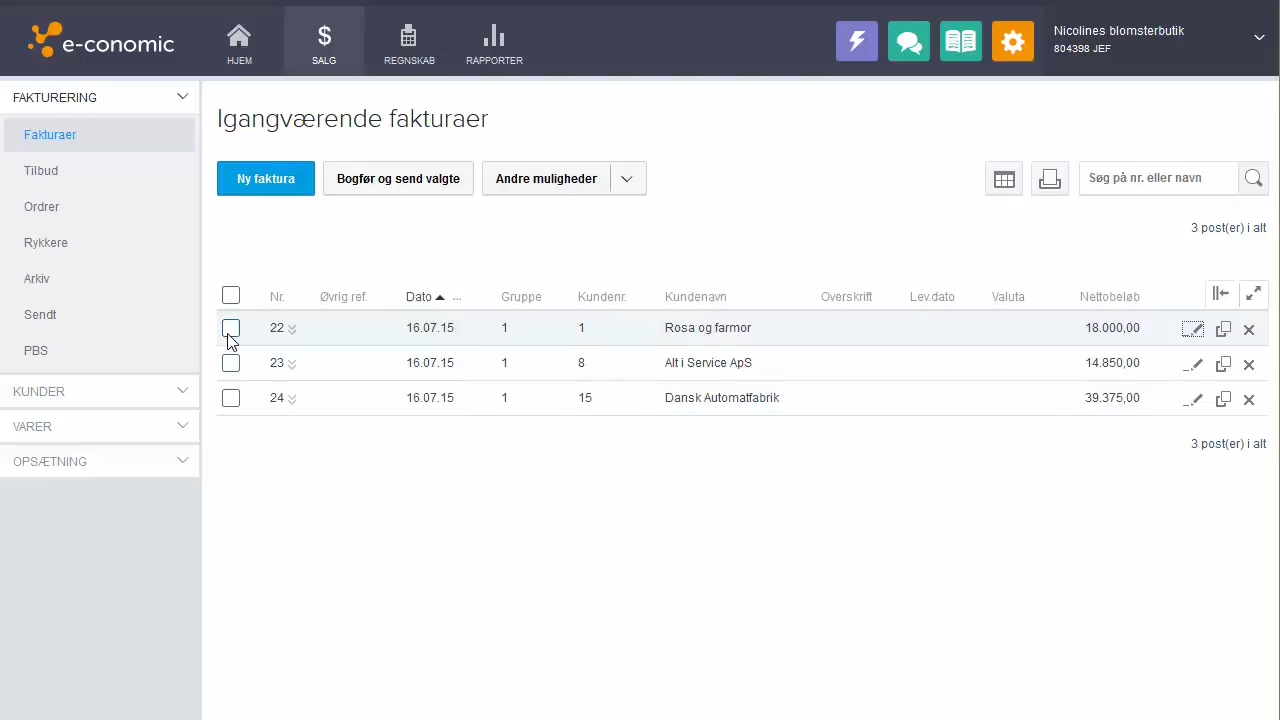 e-conomic
HJEM
$
SALG
REGNSKAB
RAPPORTER
Nicolines blomsterbutik
804398 JEF
FAKTURERING
Fakturaer
Tilbud
Ordrer
Rykkere
Arkiv
Sendt
PBS
KUNDER
VARER
OPSÆTNING
Igangværende fakturaer
Ny faktura
Bogfør og send valgte
Andre muligheder
Søg på nr. eller navn
3 post(er) i alt
Nr. Øvrig ref. Dato ... Gruppe Kundenr. Kundenavn Overskrift Lev.dato Valuta Nettobeløb
22 16.07.15 1 1 Rosa og farmor 18.000,00
23 16.07.15 1 8 Alt i Service ApS 14.850,00
24 16.07.15 1 15 Dansk Automatfabrik 39.375,00
3 post(er) i alt